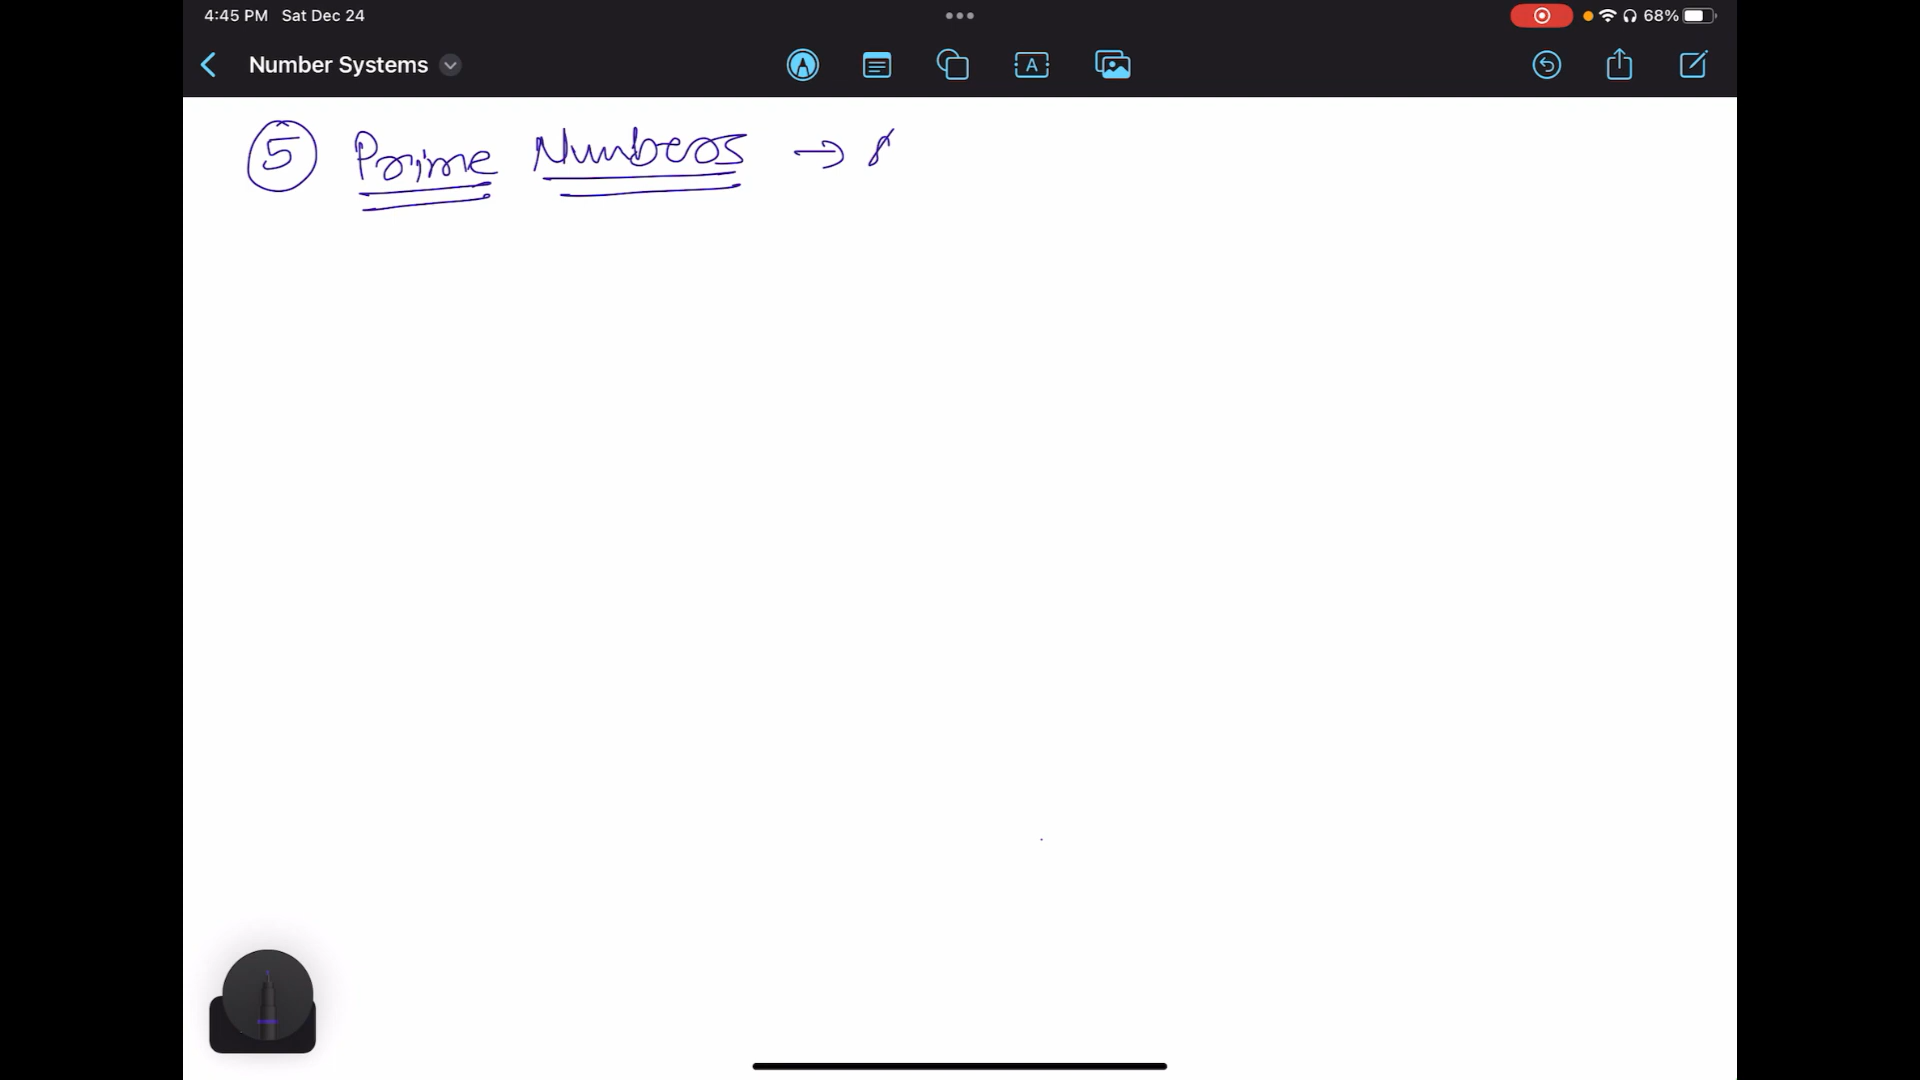 4:45 PM Sat Dec 24 68%
Number Systems A
5 Prime Numbers →